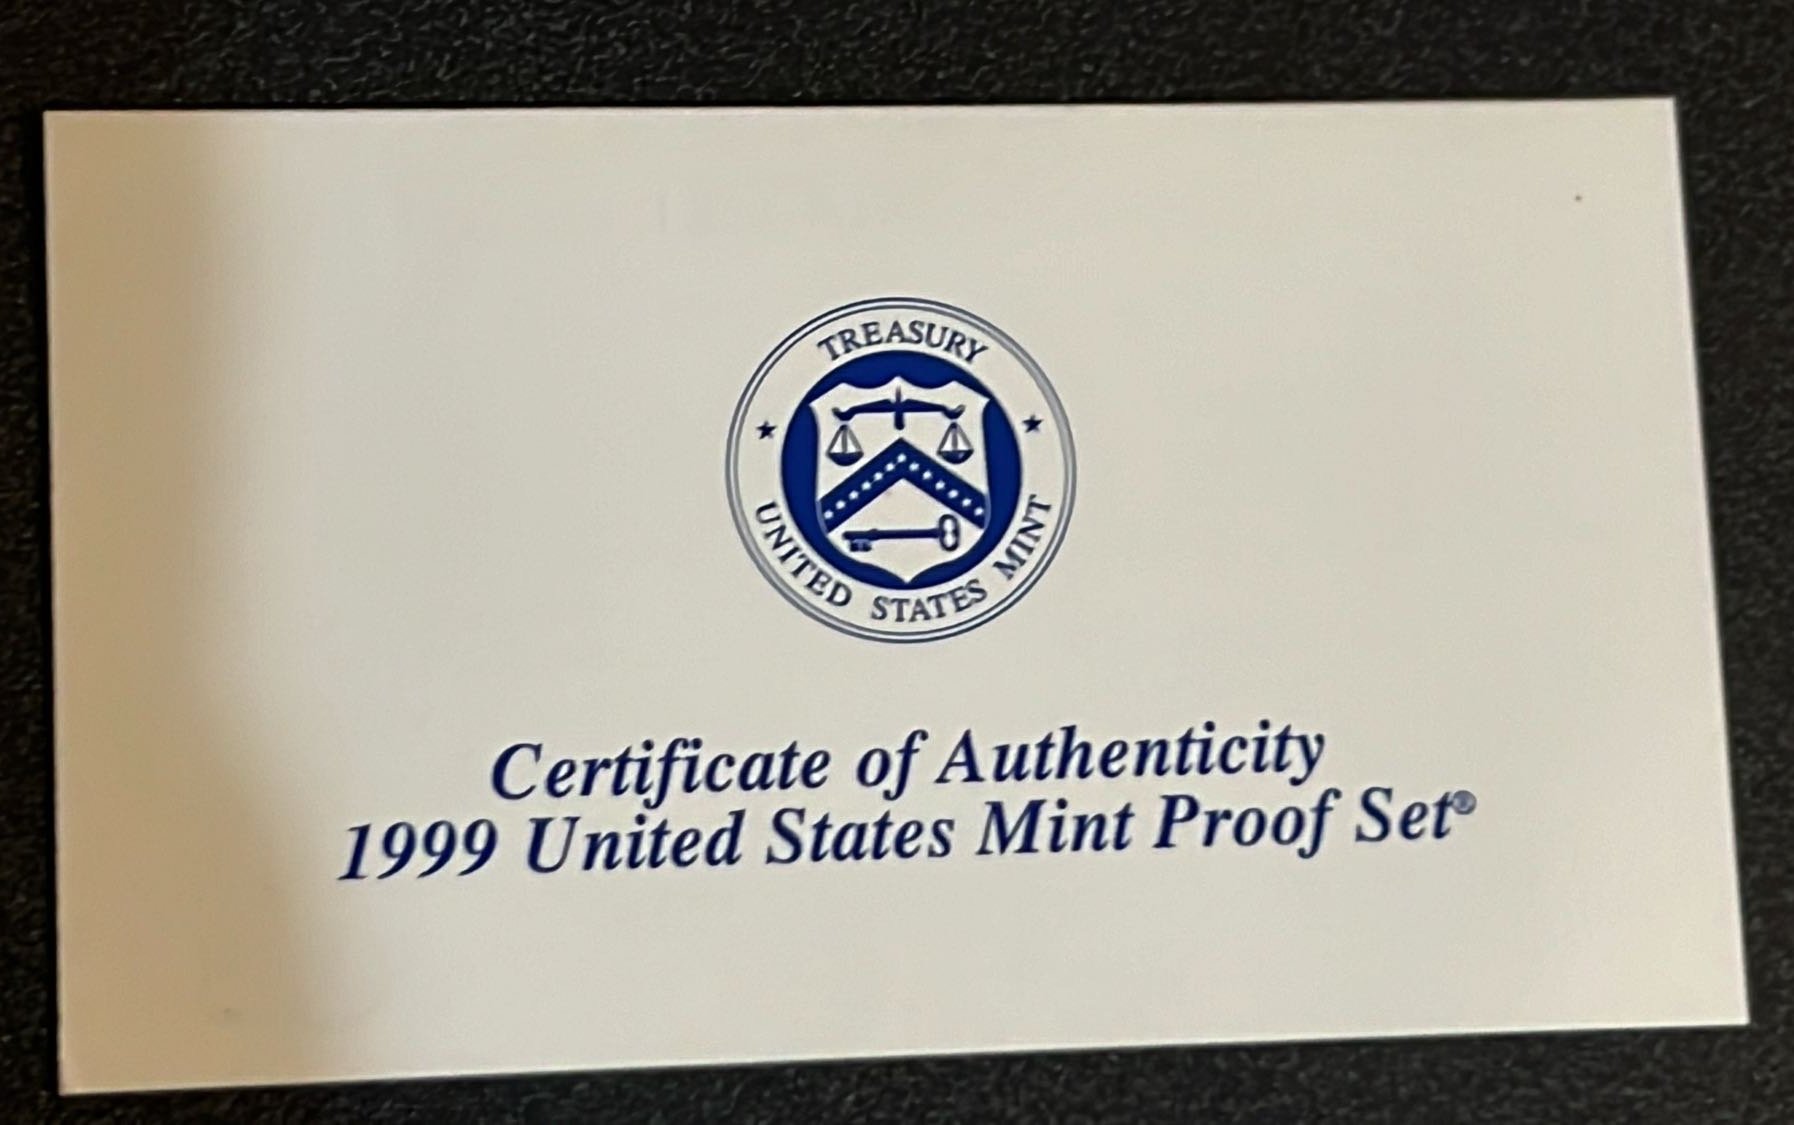 TREASURY
UNITED STATES MINT
Certificate of Authenticity
1999 United States Mint Proof Set®